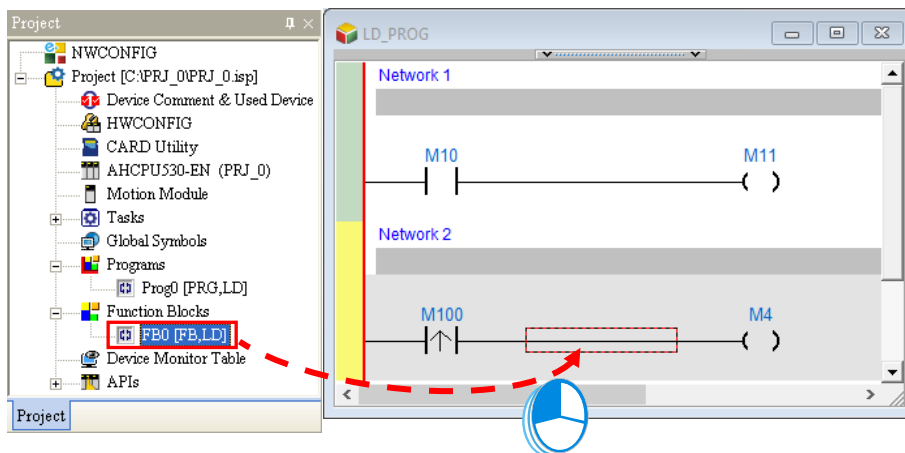 Project
NWCONFIG
Project [C:\PRJ_0\PRJ_0.isp]
Device Comment & Used Device
HWCONFIG
CARD Utility
AHCPU530-EN (PRJ_0)
Motion Module
Tasks
Global Symbols
Programs
Prog0 [PRG,LD]
Function Blocks
FB0 [FB,LD]
Device Monitor Table
APIs
Project
LD_PROG
Network 1
M10 M11
Network 2
M100 M4